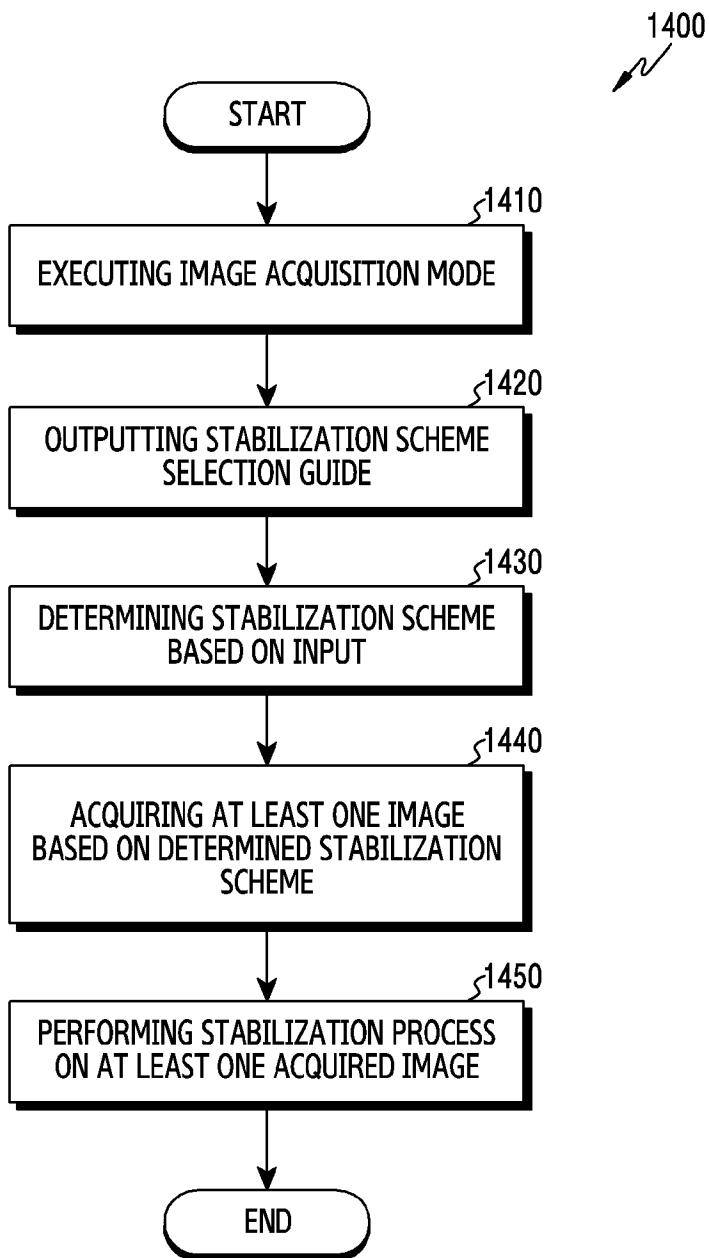 1400
START
1410
EXECUTING IMAGE ACQUISITION MODE
1420
OUTPUTTING STABILIZATION SCHEME
SELECTION GUIDE
1430
DETERMINING STABILIZATION SCHEME
BASED ON INPUT
1440
ACQUIRING AT LEAST ONE IMAGE
BASED ON DETERMINED STABILIZATION
SCHEME
1450
PERFORMING STABILIZATION PROCESS
ON AT LEAST ONE ACQUIRED IMAGE
END